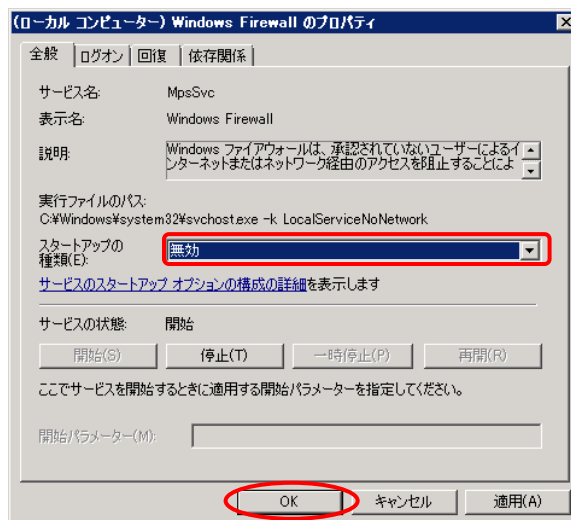 (ローカル コンピューター) Windows Firewall のプロパティ
全般 ログオン 回復 依存関係
サービス名: MpsSvc
表示名: Windows Firewall
説明: Windows ファイアウォールは、承認されていないユーザーによるイ
ンターネットまたはネットワーク経由のアクセスを阻止することによ
実行ファイルのパス:
C:¥Windows¥system32¥svchost.exe -k LocalServiceNoNetwork
スタートアップの
種類(E): 無効
サービスのスタートアップ オプションの構成の詳細を表示します
サービスの状態: 開始
開始(S) 停止(T) 一時停止(P) 再開(R)
ここでサービスを開始するときに適用する開始パラメーターを指定してください。
開始パラメーター(M):
OK キャンセル 適用(A)